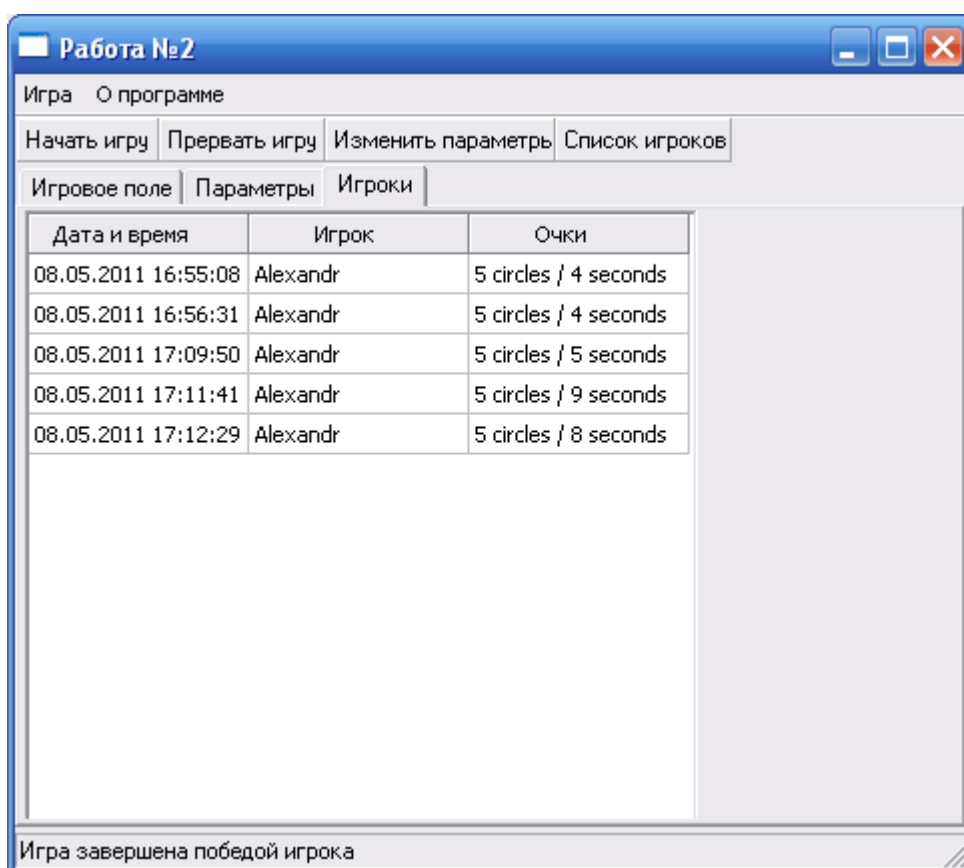 Работа №2
Игра О программе
Начать игру Прервать игру Изменить параметры Список игроков
Игровое поле Параметры Игроки
Дата и время Игрок Очки
08.05.2011 16:55:08 Alexandr 5 circles / 4 seconds
08.05.2011 16:56:31 Alexandr 5 circles / 4 seconds
08.05.2011 17:09:50 Alexandr 5 circles / 5 seconds
08.05.2011 17:11:41 Alexandr 5 circles / 9 seconds
08.05.2011 17:12:29 Alexandr 5 circles / 8 seconds
Игра завершена победой игрока